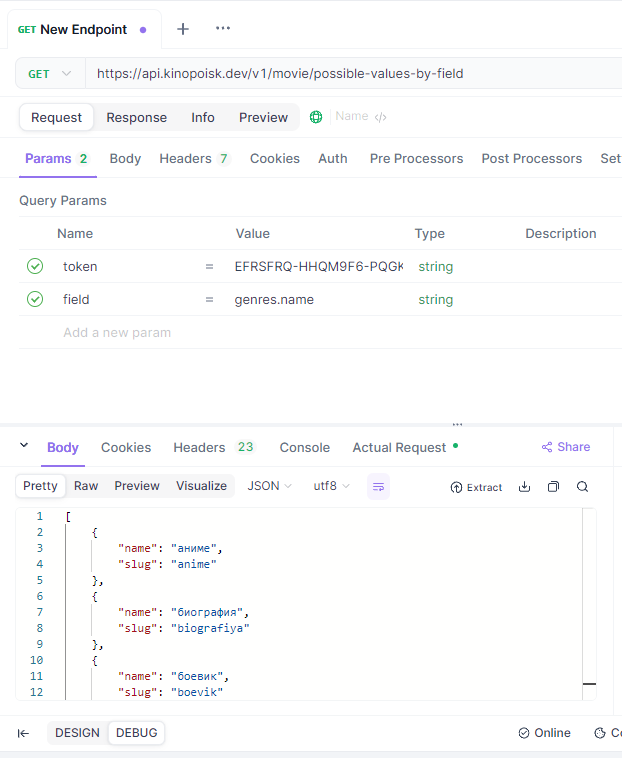 GET New Endpoint
GET https://api.kinopoisk.dev/v1/movie/possible-values-by-field
Request Response Info Preview Name </>
Params 2 Body Headers 7 Cookies Auth Pre Processors Post Processors Set
Query Params
Name Value Type Description
token = EFRSFRQ-HHQM9F6-PQGK string
field = genres.name string
Add a new param
Body Cookies Headers 23 Console Actual Request Share
Pretty Raw Preview Visualize JSON utf8 Extract
1 [
2 {
3 "name": "аниме",
4 "slug": "anime"
5 },
6 {
7 "name": "биография",
8 "slug": "biografiya"
9 },
10 {
11 "name": "боевик",
12 "slug": "boevik"
DESIGN DEBUG Online Co